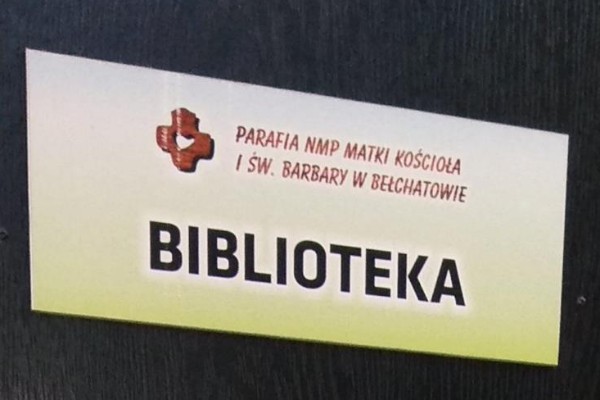 PARAFIA NMP MATKI KOŚCIOŁA
I ŚW. BARBARY W BEŁCHATOWIE
BIBLIOTEKA